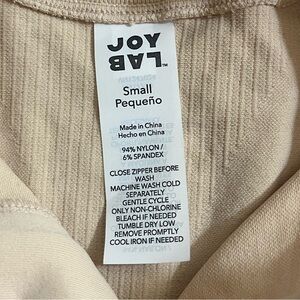 JOY
LAB™
Small
Pequeño
Made in China
Hecho en China
94% NYLON /
6% SPANDEX
CLOSE ZIPPER BEFORE
WASH
MACHINE WASH COLD
SEPARATELY
GENTLE CYCLE
ONLY NON-CHLORINE
BLEACH IF NEEDED
TUMBLE DRY LOW
REMOVE PROMPTLY
COOL IRON IF NEEDED